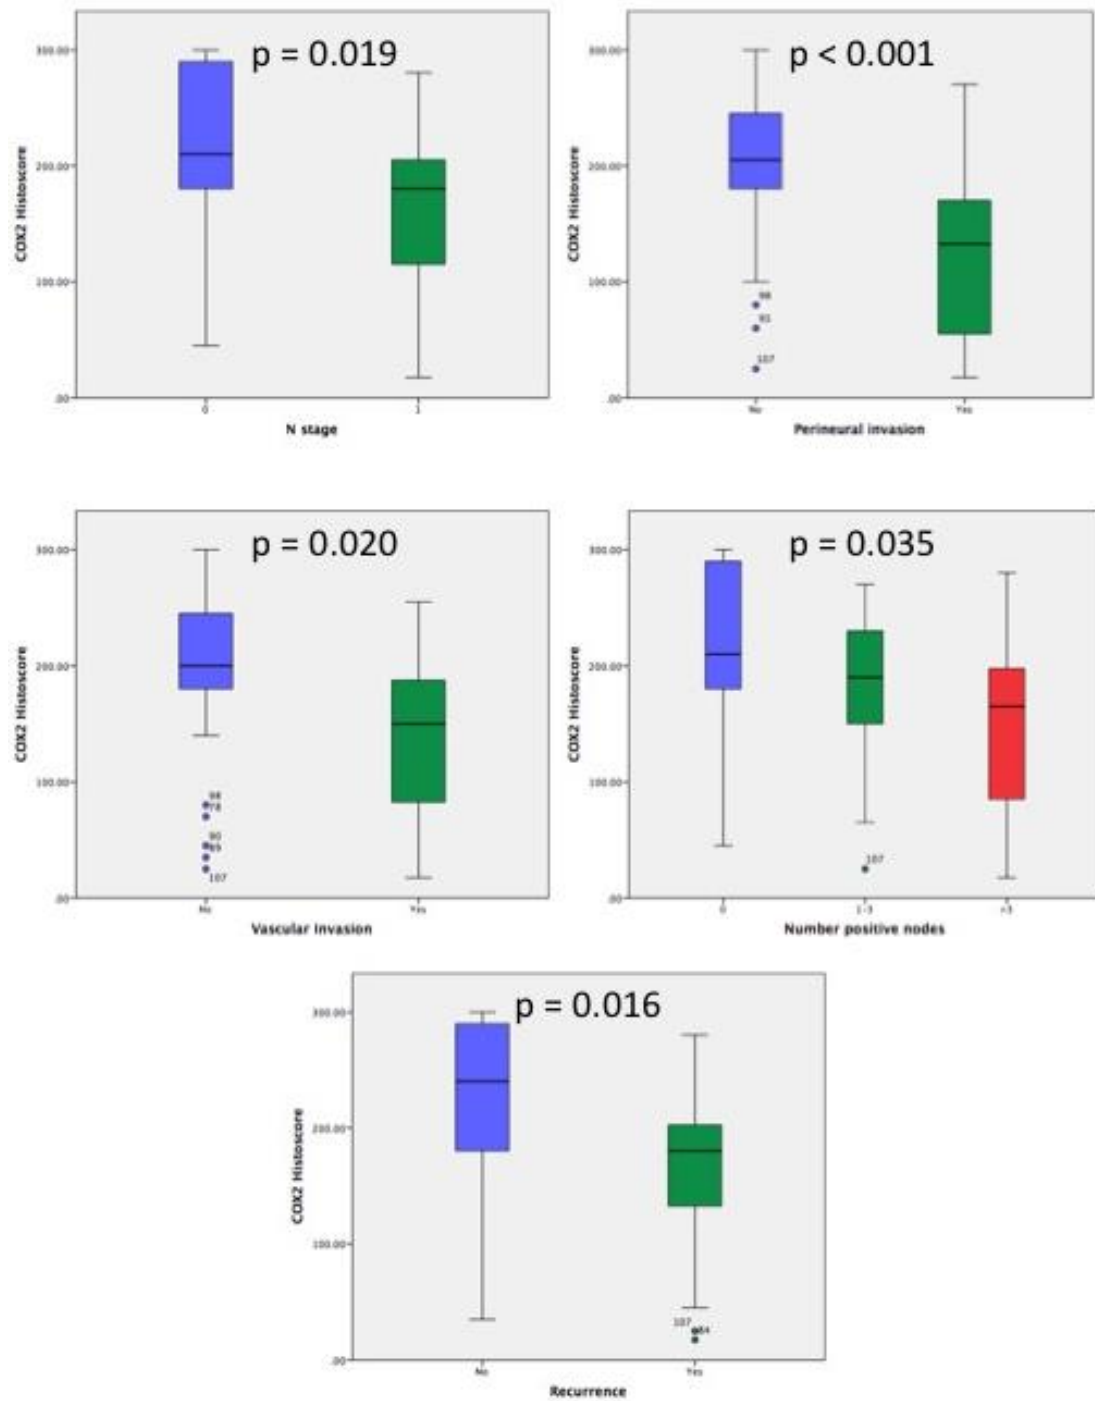 p = 0.019
300.00
200.00
100.00
.00
COX2 Histoscore
0
1
N stage
p < 0.001
300.00
200.00
100.00
.00
COX2 Histoscore
98
91
107
No
Yes
Perineural invasion
p = 0.020
300.00
200.00
100.00
.00
COX2 Histoscore
98
78
90
107
No
Yes
Vascular Invasion
p = 0.035
300.00
200.00
100.00
.00
COX2 Histoscore
107
0
1-3
>3
Number positive nodes
p = 0.016
300.00
200.00
100.00
.00
COX2 Histoscore
107
84
No
Yes
Recurrence